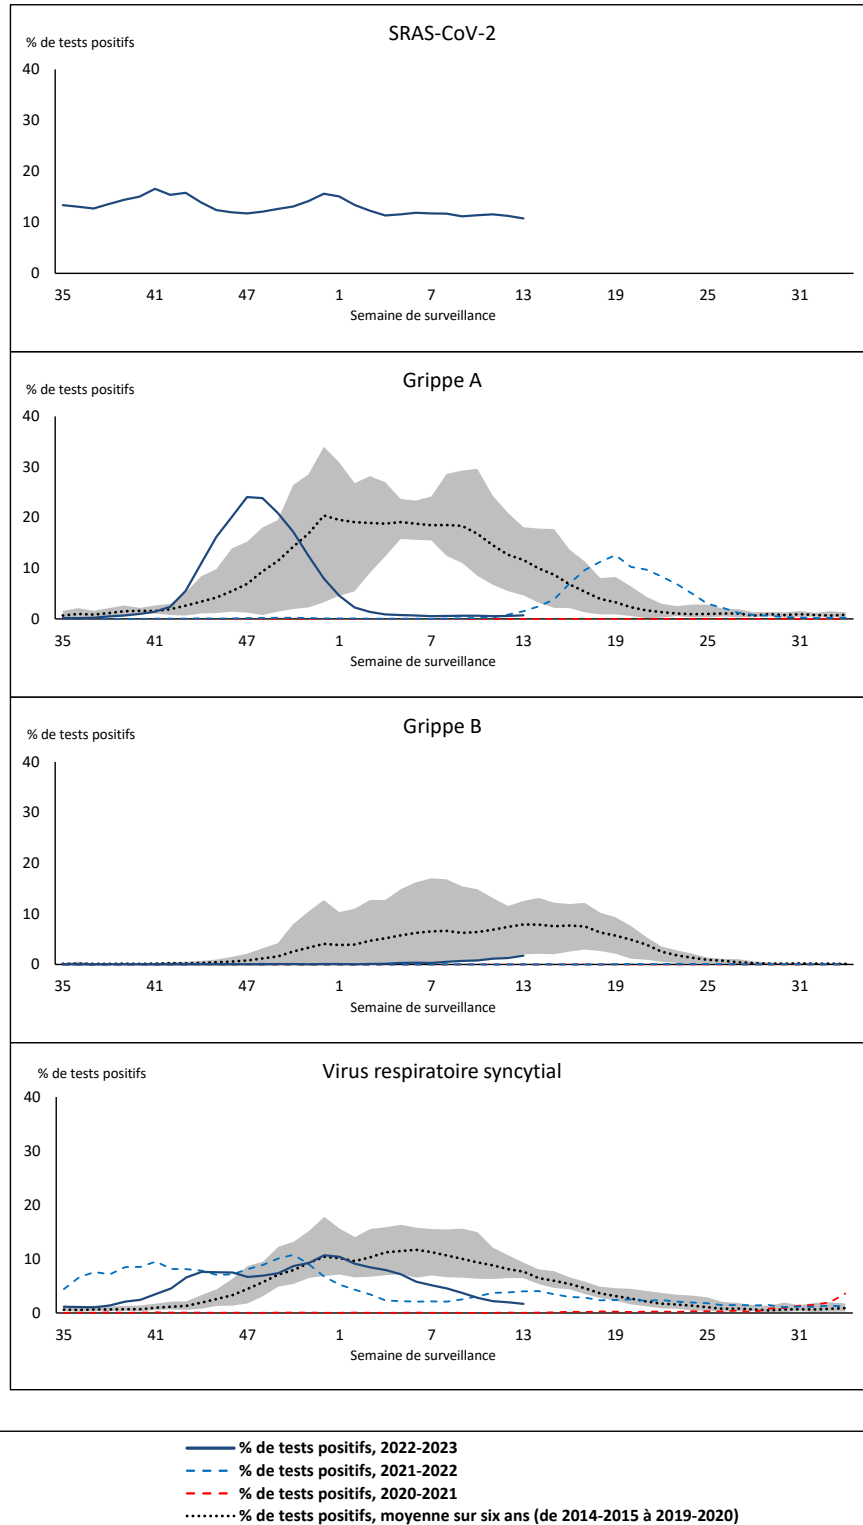 SRAS-CoV-2
% de tests positifs
40
30
20
10
0
35 41 47 1 7 13 19 25 31
Semaine de surveillance
Grippe A
% de tests positifs
40
30
20
10
0
35 41 47 1 7 13 19 25 31
Semaine de surveillance
Grippe B
% de tests positifs
40
30
20
10
0
35 41 47 1 7 13 19 25 31
Semaine de surveillance
Virus respiratoire syncytial
% de tests positifs
40
30
20
10
0
35 41 47 1 7 13 19 25 31
Semaine de surveillance
% de tests positifs, 2022-2023
% de tests positifs, 2021-2022
% de tests positifs, 2020-2021
% de tests positifs, moyenne sur six ans (de 2014-2015 à 2019-2020)